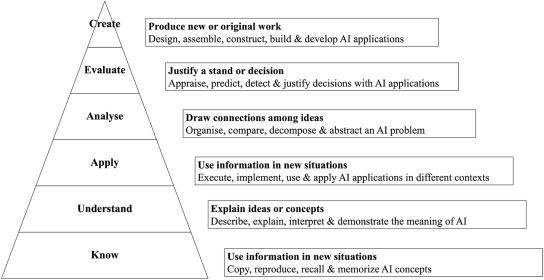 Create
Produce new or original work
Design, assemble, construct, build & develop AI applications
Evaluate
Justify a stand or decision
Appraise, predict, detect & justify decisions with AI applications
Analyse
Draw connections among ideas
Organise, compare, decompose & abstract an AI problem
Apply
Use information in new situations
Execute, implement, use & apply AI applications in different contexts
Understand
Explain ideas or concepts
Describe, explain, interpret & demonstrate the meaning of AI
Know
Use information in new situations
Copy, reproduce, recall & memorize AI concepts